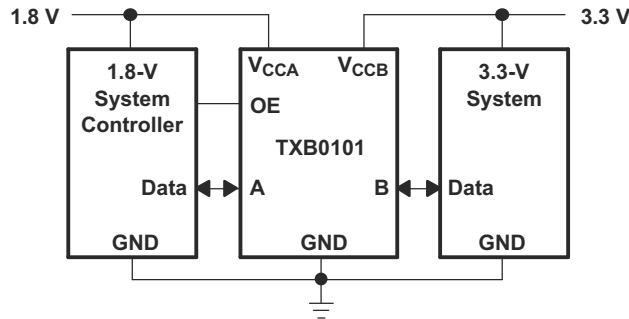 1.8 V
3.3 V
1.8-V
System
Controller
Data
GND
VCCA
VCCB
OE
TXB0101
A
B
GND
3.3-V
System
Data
GND